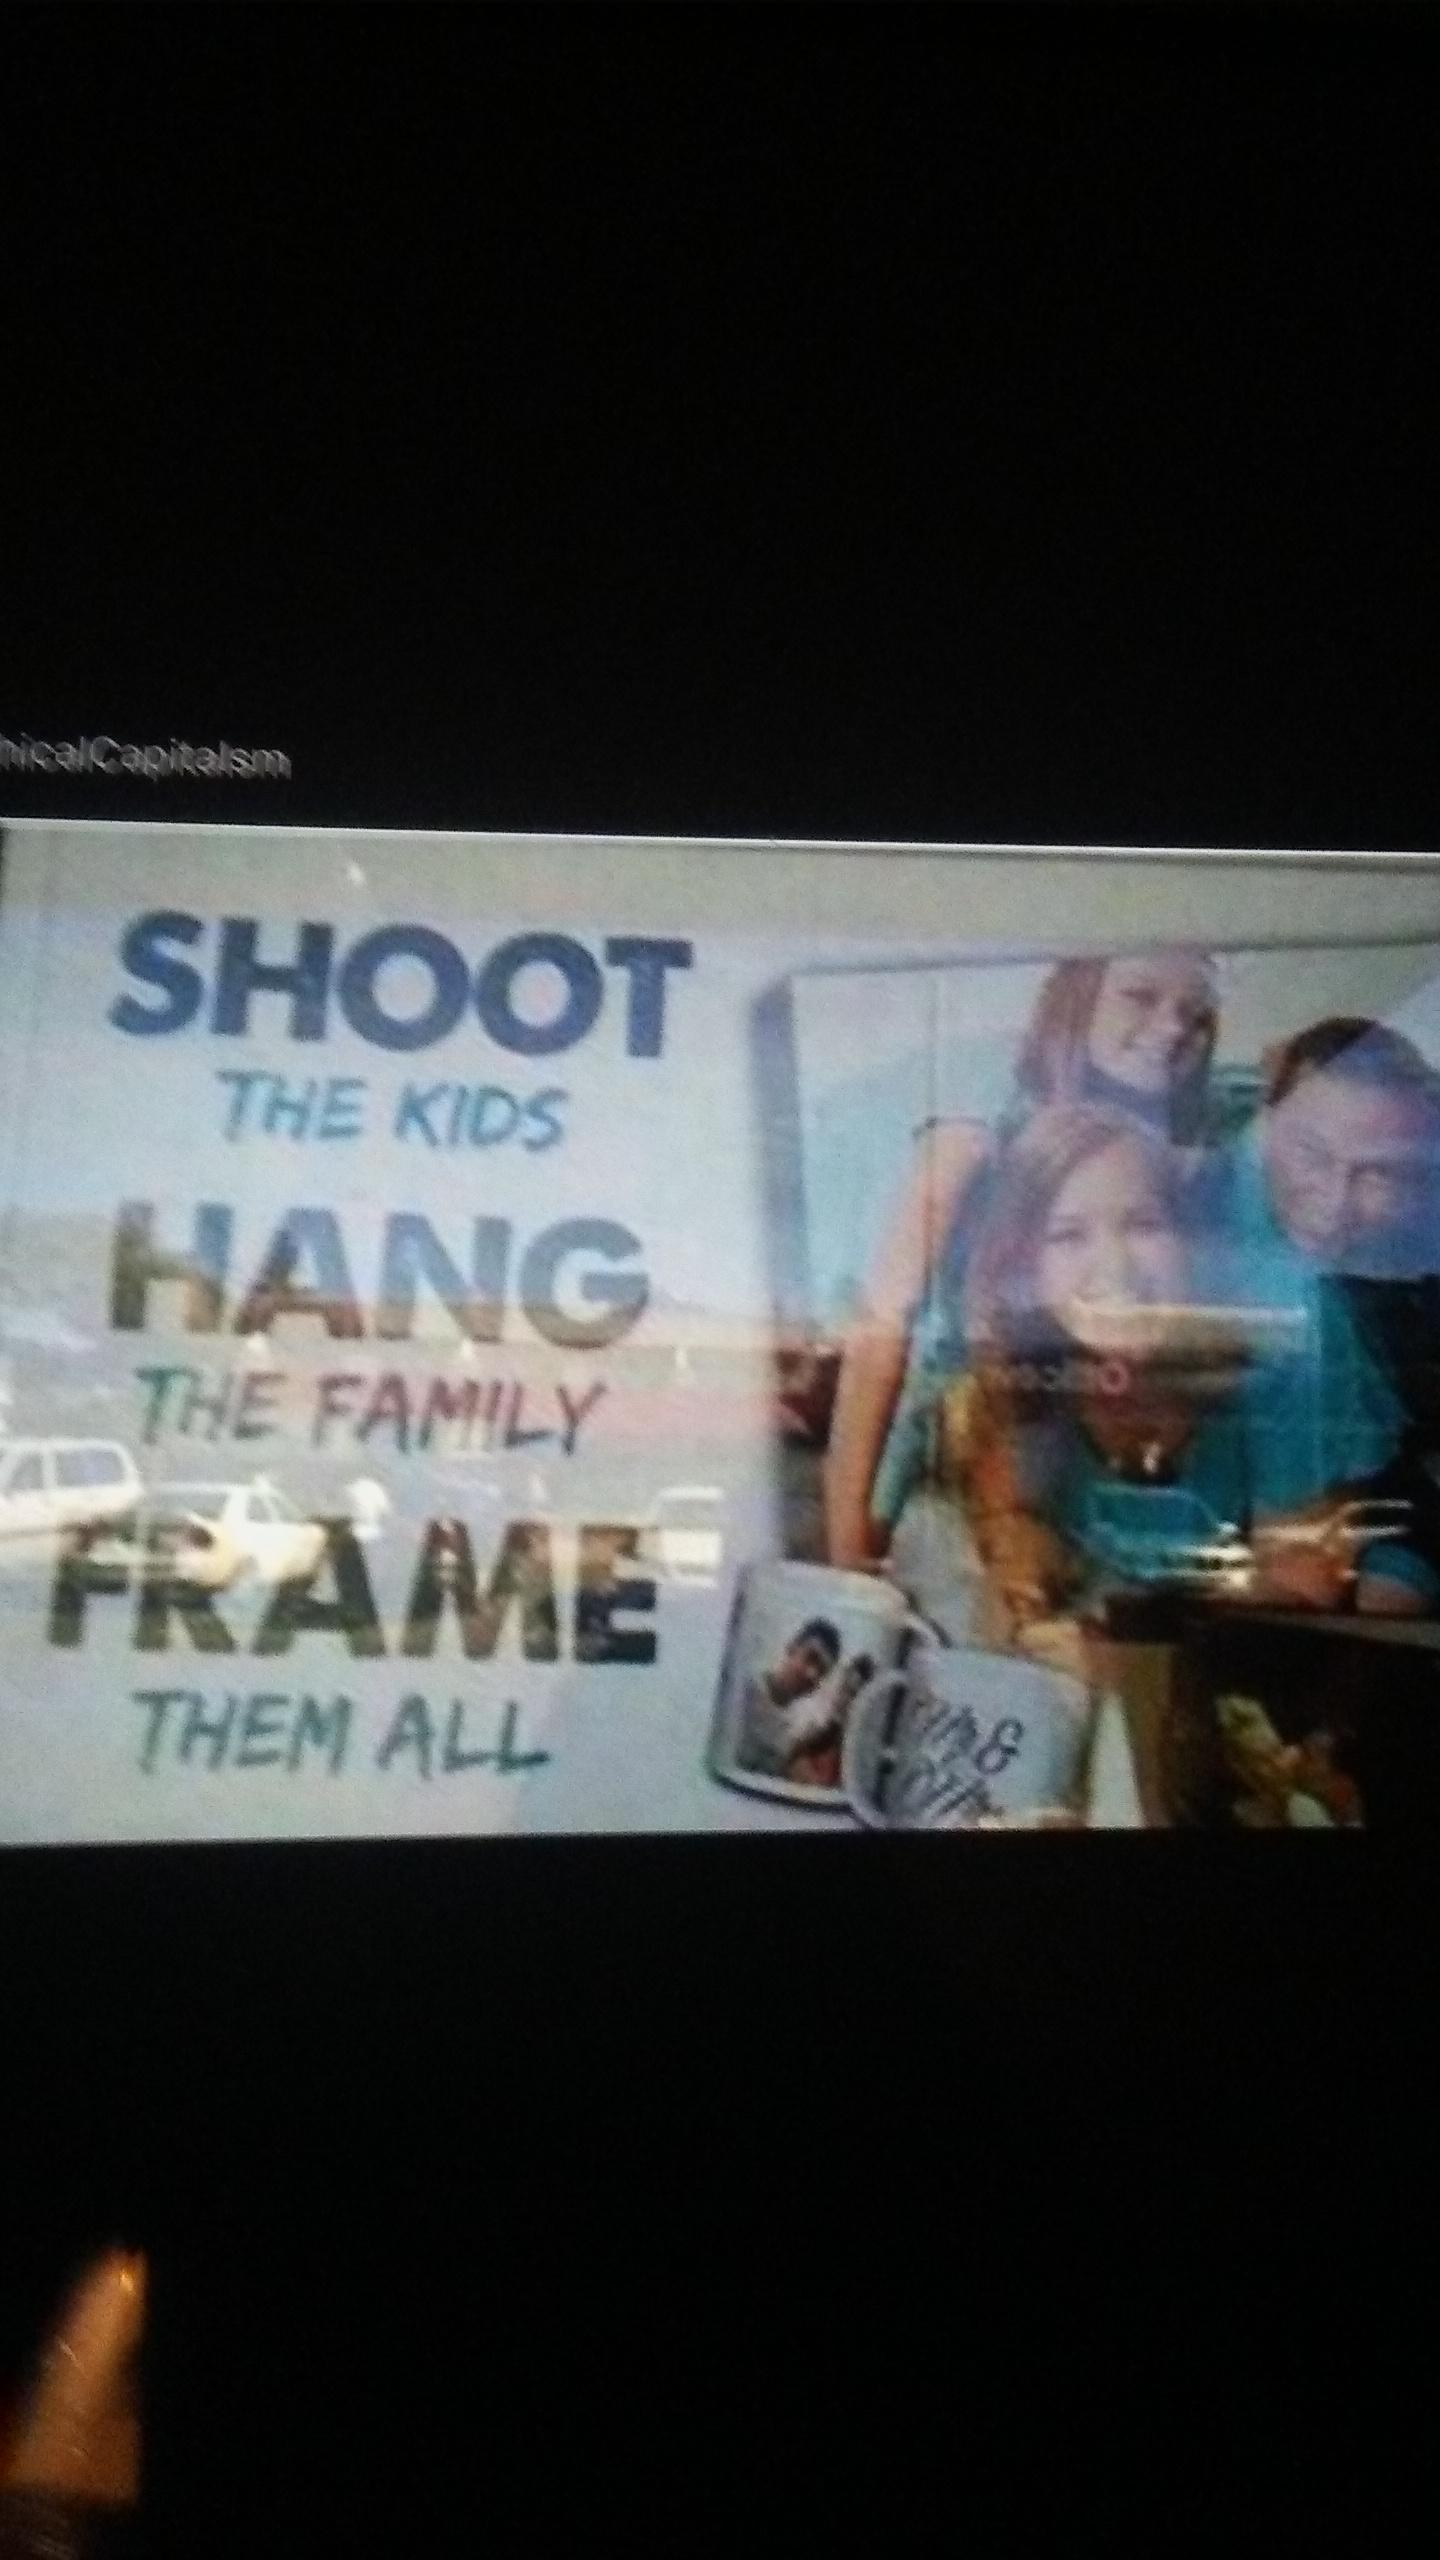 hicalCapitalsm
SHOOT
THE KIDS
HANG
THE FAMILY
FRAME
THEM ALL
&